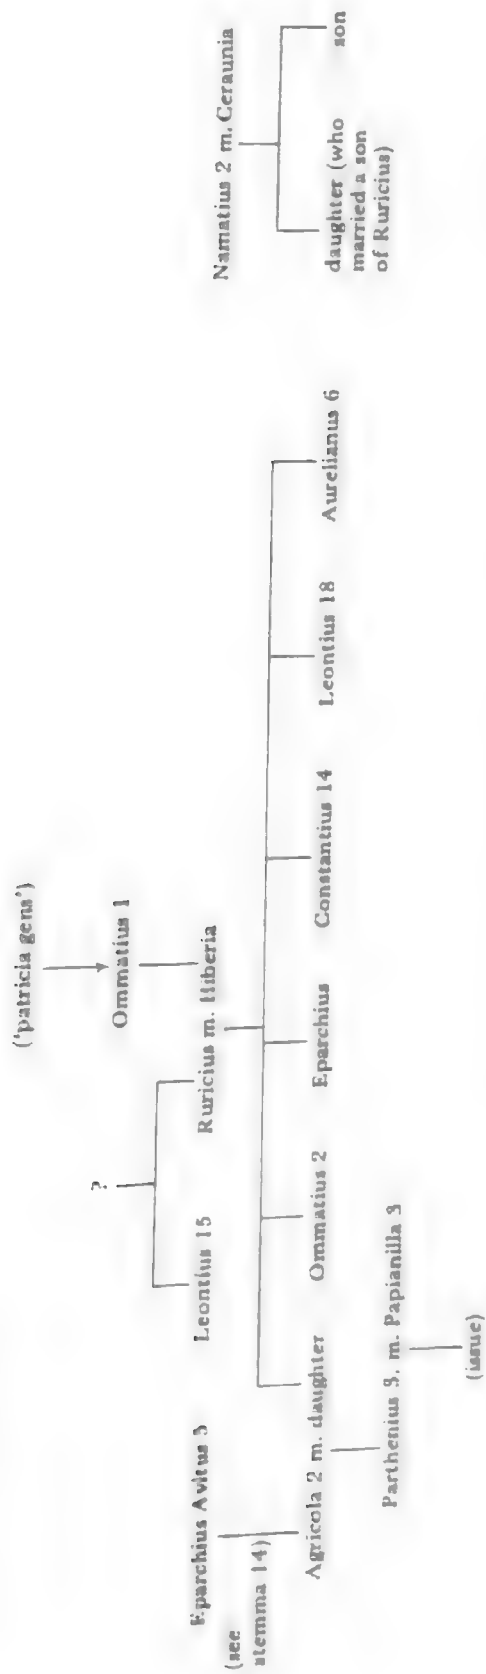 ('patricia gens')
Ommatius 1
?
Leontius 15
Ruricius m. Hiberia
Eparchius Avitus 5
(see
stemma 14)
Agricola 2 m. daughter
Ommatius 2
Eparchius
Constantius 14
Leontius 18
Aurelianus 6
Parthenius 3, m. Papianilla 3
(issue)
Namatius 2 m. Ceraunia
daughter (who
married a son
of Ruricius)
son